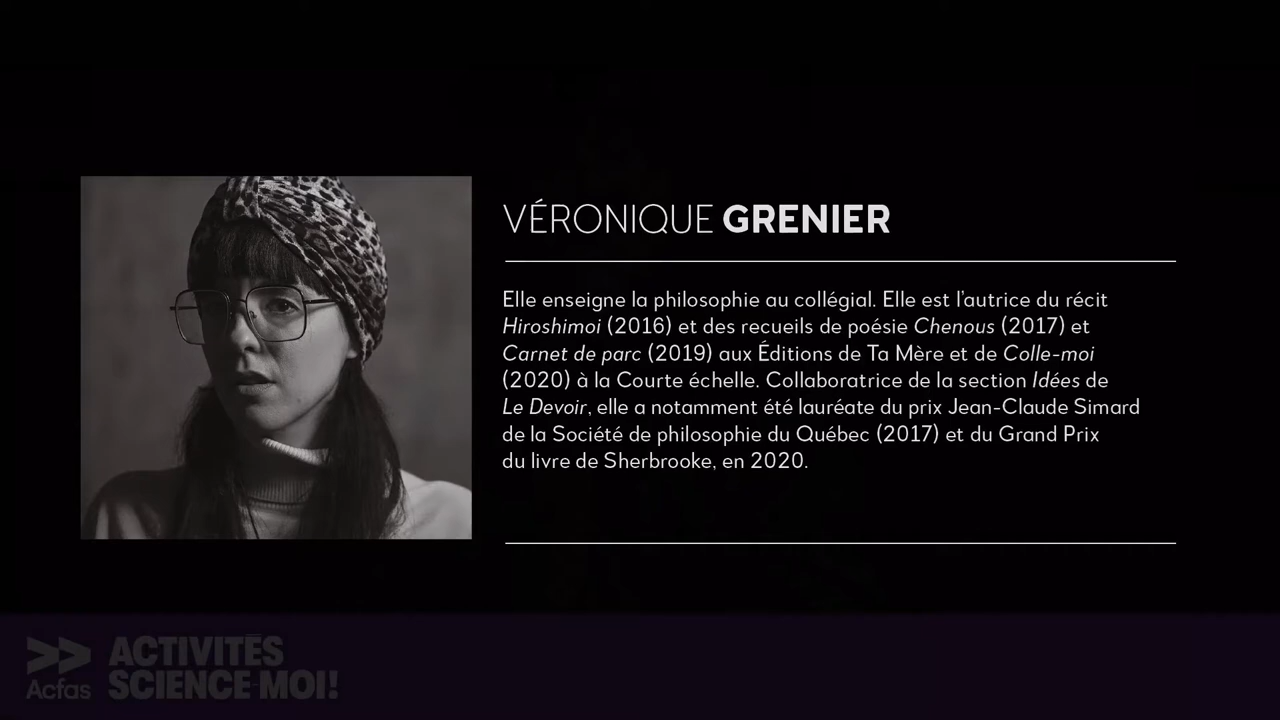 VÉRONIQUE GRENIER
Elle enseigne la philosophie au collégial. Elle est l'autrice du récit
Hiroshimoi (2016) et des recueils de poésie Chenous (2017) et
Carnet de parc (2019) aux Éditions de Ta Mère et de Colle-moi
(2020) à la Courte échelle. Collaboratrice de la section Idées de
Le Devoir, elle a notamment été lauréate du prix Jean-Claude Simard
de la Société de philosophie du Québec (2017) et du Grand Prix
du livre de Sherbrooke, en 2020.
Acfas
ACTIVITÉS
SCIENCE-MOI!